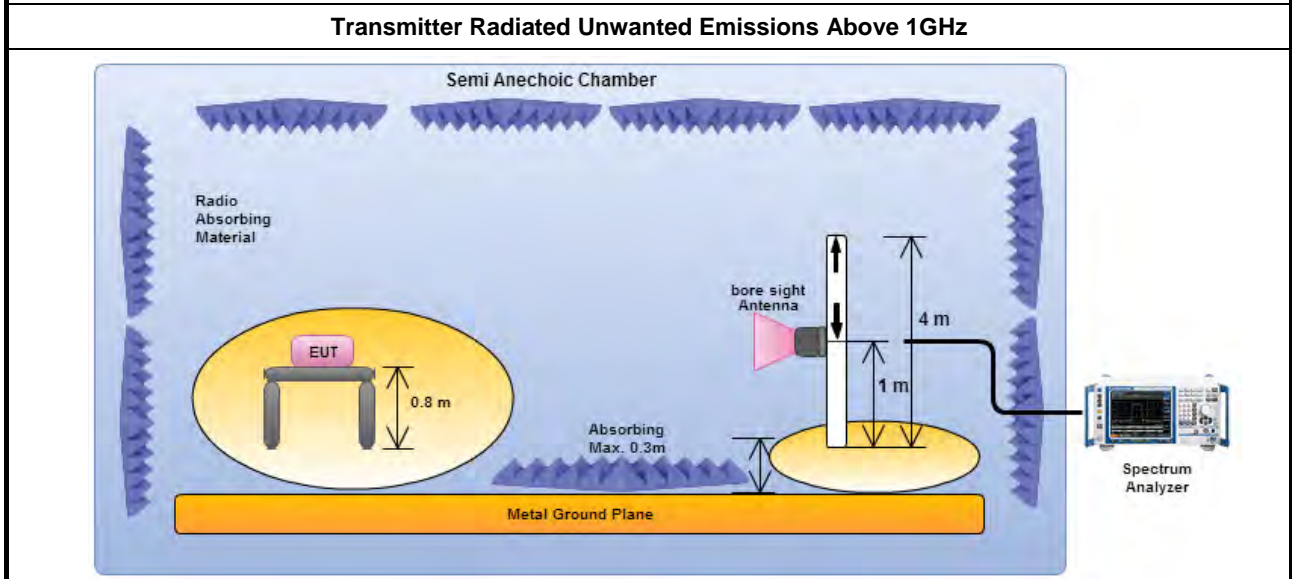 Transmitter Radiated Unwanted Emissions Above 1GHz
Semi Anechoic Chamber
Radio
Absorbing
Material
bore sight
Antenna
4 m
EUT
1 m
0.8 m
Absorbing
Max. 0.3m
Spectrum
Analyzer
Metal Ground Plane